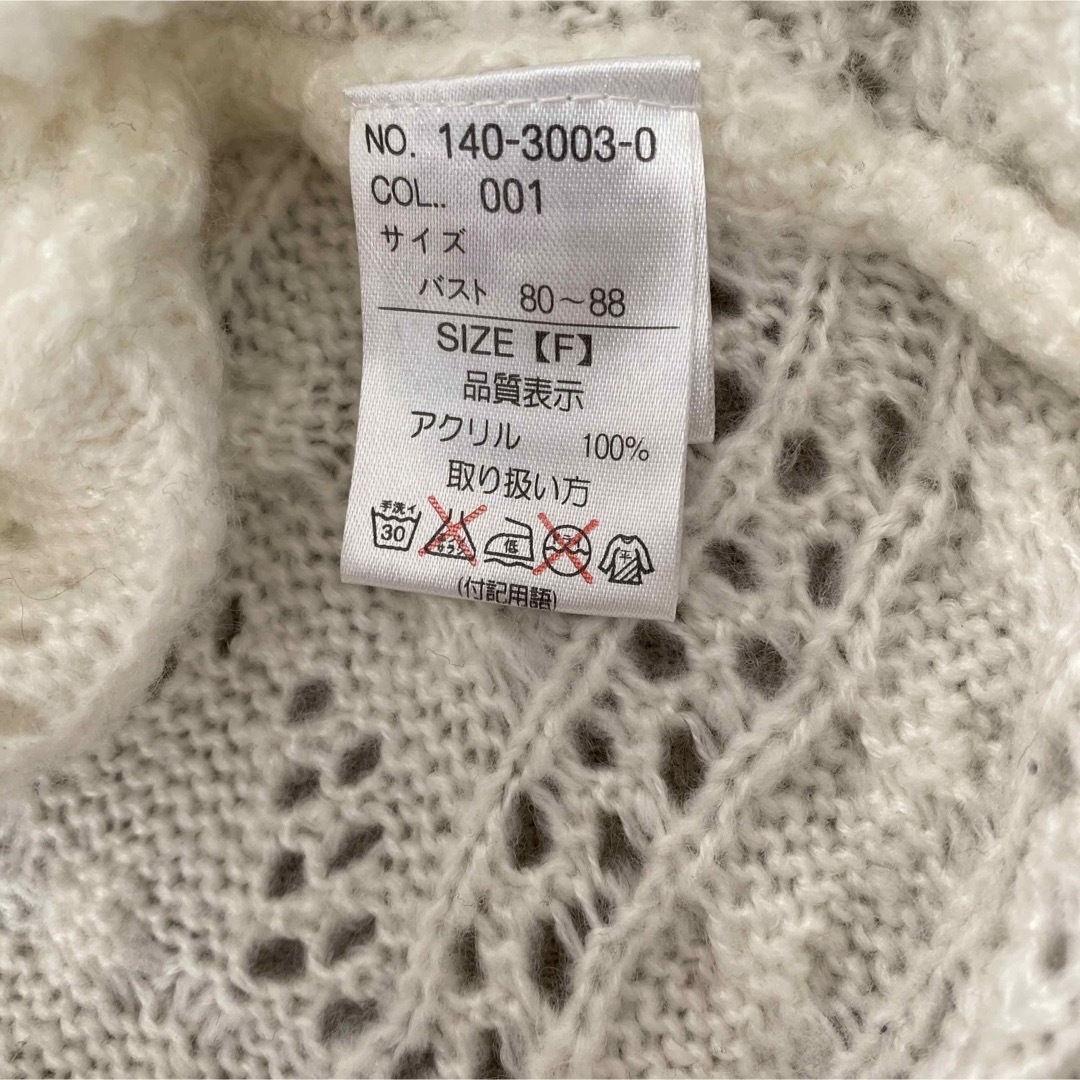 NO. 140-3003-0
COL.. 001
サイズ
バスト 80～88
SIZE【F】
品質表示
アクリル 100%
取り扱い方
手洗イ
30
低
平
(付記用語)